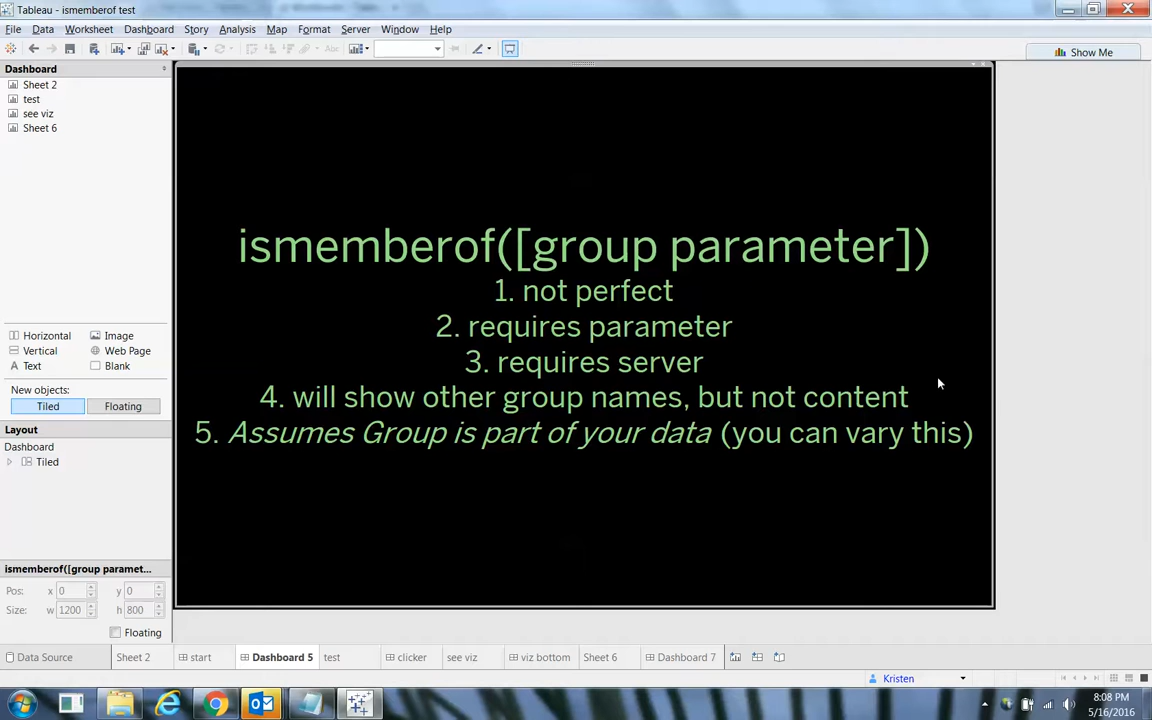 Tableau - ismemberof test
File Data Worksheet Dashboard Story Analysis Map Format Server Window Help
Abc
Show Me
Dashboard
Sheet 2
test
see viz
Sheet 6
ismemberof([group parameter])
1. not perfect
2. requires parameter
3. requires server
4. will show other group names, but not content
5. Assumes Group is part of your data (you can vary this)
Horizontal Image
Vertical Web Page
Text Blank
New objects:
Tiled Floating
Layout
Dashboard
Tiled
ismemberof([group paramet...
Pos: x 0 y 0
Size: w 1200 h 800
Floating
Data Source Sheet 2 start Dashboard 5 test clicker see viz viz bottom Sheet 6 Dashboard 7
Kristen
8:08 PM
5/16/2016